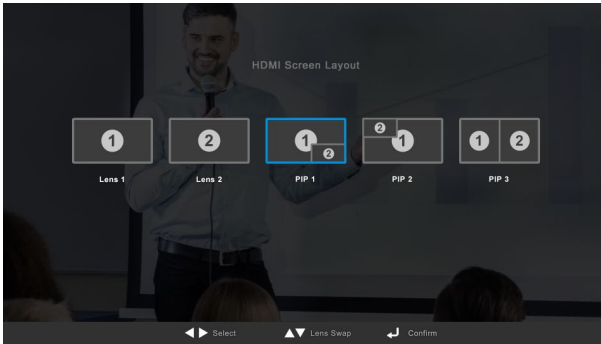 HDMI Screen Layout
1 2 1 2 2 1 1 2
Lens 1 Lens 2 PIP 1 PIP 2 PIP 3
Select Lens Swap Confirm